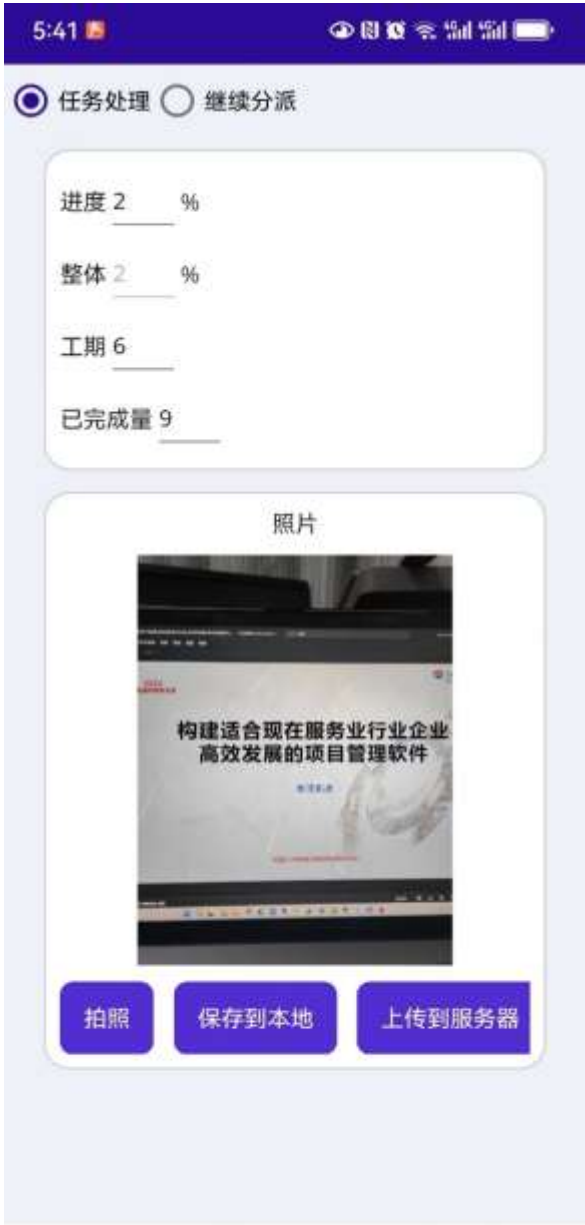 5:41
任务处理 继续分派
进度 2 %
整体 2 %
工期 6
已完成量 9
照片
构建适合现在服务业行业企业
高效发展的项目管理软件
拍照 保存到本地 上传到服务器